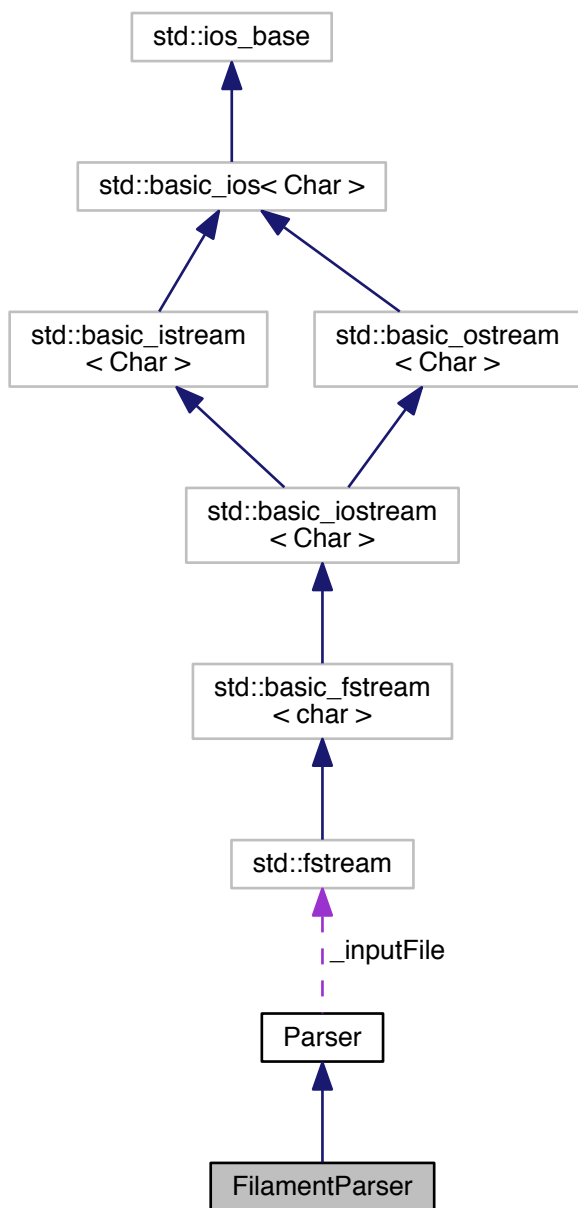 std::ios_base
std::basic_ios< Char >
std::basic_istream
< Char >
std::basic_ostream
< Char >
std::basic_iostream
< Char >
std::basic_fstream
< char >
std::fstream
_inputFile
Parser
FilamentParser